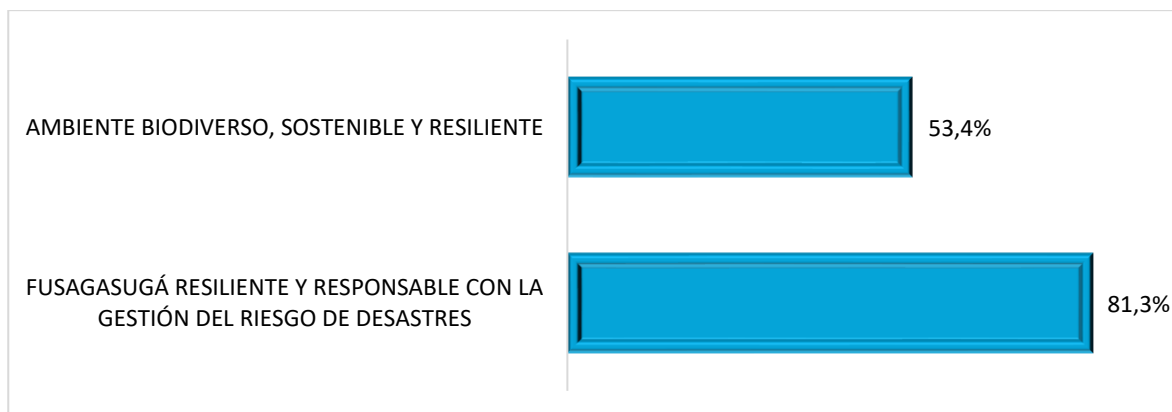 AMBIENTE BIODIVERSO, SOSTENIBLE Y RESILIENTE
53,4%
FUSAGASUGÁ RESILIENTE Y RESPONSABLE CON LA
GESTIÓN DEL RIESGO DE DESASTRES
81,3%